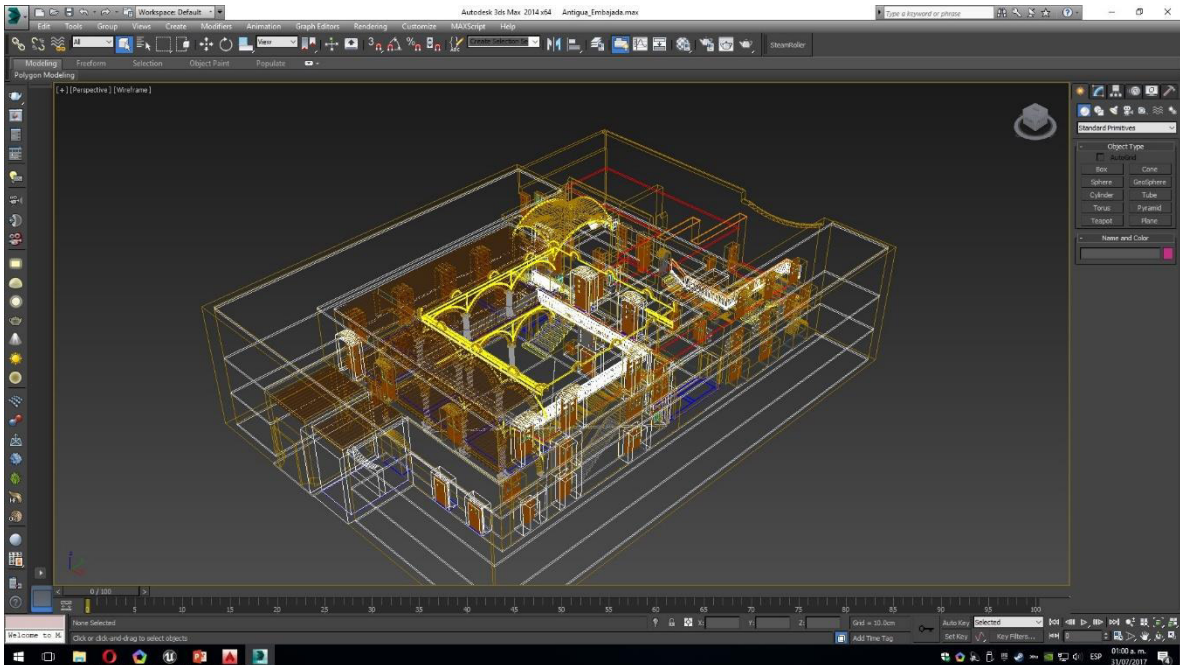 Workspace: Default
Autodesk 3ds Max 2014 x64 Antigua_Embajada.max
Type a keyword or phrase
Edit Tools Group Views Create Modifiers Animation Graph Editors Rendering Customize MAXScript Help
All
View
Create Selection Se
SteamRoller
Modeling Freeform Selection Object Paint Populate
Polygon Modeling
[+] [Perspective] [Wireframe]
Standard Primitives
Object Type
AutoGrid
Box Cone
Sphere GeoSphere
Cylinder Tube
Torus Pyramid
Teapot Plane
Name and Color
0 / 100
0 5 10 15 20 25 30 35 40 45 50 55 60 65 70 75 80 85 90 95 100
None Selected
X: Y: Z:
Grid = 10.0cm
Auto Key
Selected
Welcome to M
Click or click-and-drag to select objects
Add Time Tag
Set Key
Key Filters...
0
ESP
01:00 a. m.
31/07/2017